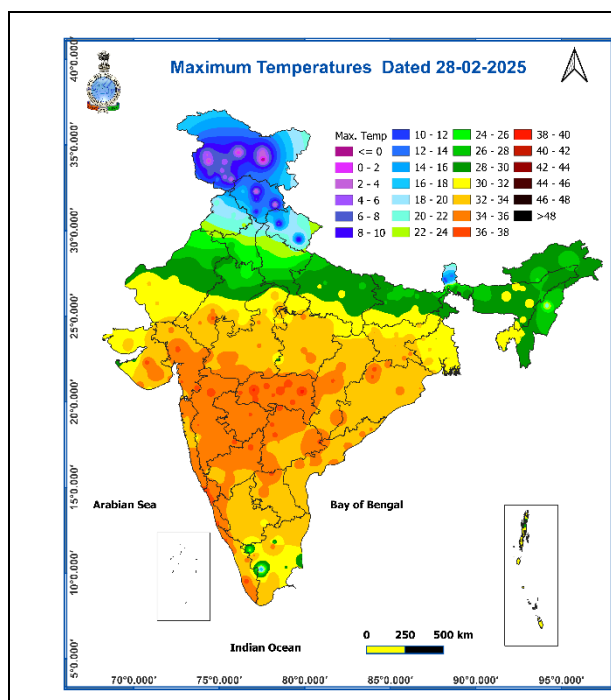 Maximum Temperatures Dated 28-02-2025
Max. Temp
<= 0
0 - 2
2 - 4
4 - 6
6 - 8
8 - 10
10 - 12
12 - 14
14 - 16
16 - 18
18 - 20
20 - 22
22 - 24
24 - 26
26 - 28
28 - 30
30 - 32
32 - 34
34 - 36
36 - 38
38 - 40
40 - 42
42 - 44
44 - 46
46 - 48
>48
40°0.000'
35°0.000'
30°0.000'
25°0.000'
20°0.000'
15°0.000'
10°0.000'
5°0.000'
Arabian Sea
Bay of Bengal
Indian Ocean
0 250 500 km
70°0.000' 75°0.000' 80°0.000' 85°0.000' 90°0.000' 95°0.000'